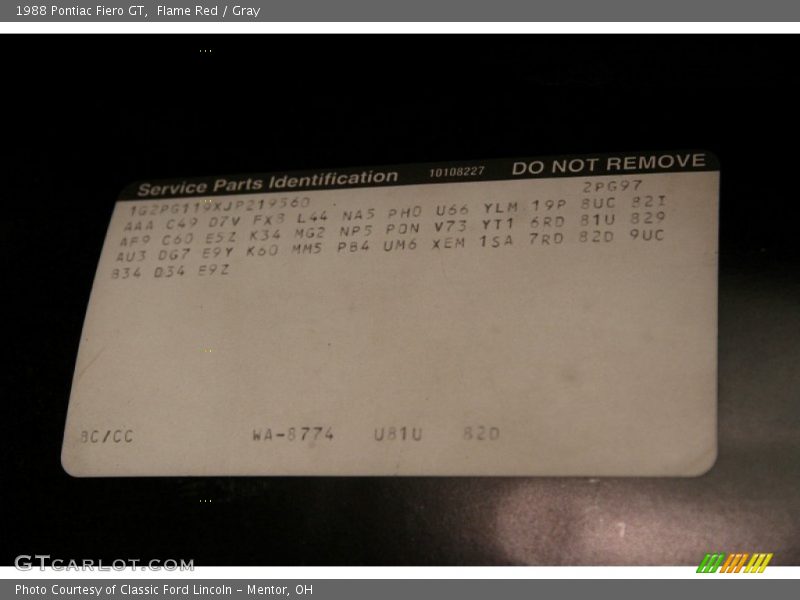 1988 Pontiac Fiero GT,  Flame Red / Gray
Service Parts Identification 10108227 DO NOT REMOVE
1G2PG119XJP219560 2PG97
AAA C49 D7V FX3 L44 NA5 PH0 U66 YLM 19P 8UC 82I
AF9 C60 E5Z K34 MG2 NP5 PDN V73 YT1 6RD 81U 829
AU3 DG7 E9Y K60 MM5 PB4 UM6 XEM 1SA 7RD 82D 9UC
B34 D34 E9Z
BC/CC WA-8774 U81U 82D
GTCARLOT.COM
Photo Courtesy of Classic Ford Lincoln – Mentor, OH